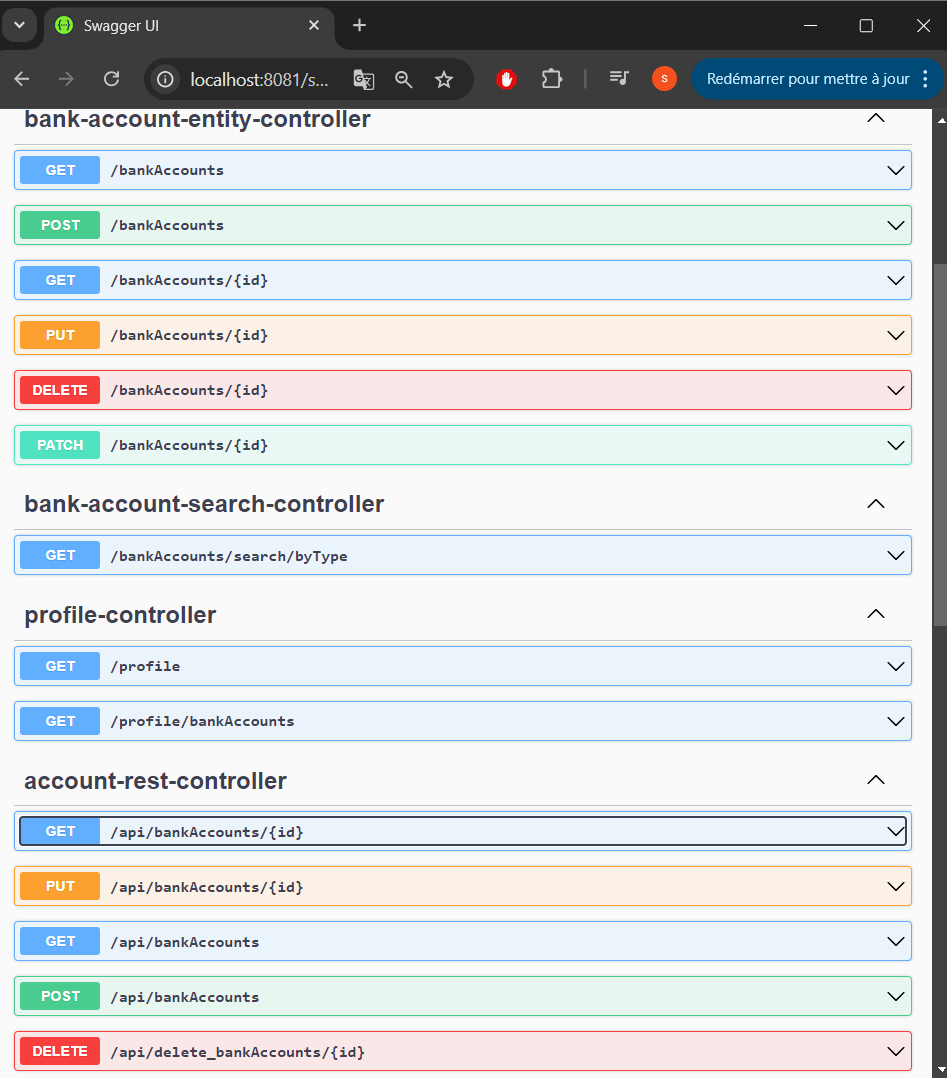 Swagger UI
localhost:8081/s...
S
Redémarrer pour mettre à jour
bank-account-entity-controller
GET /bankAccounts
POST /bankAccounts
GET /bankAccounts/{id}
PUT /bankAccounts/{id}
DELETE /bankAccounts/{id}
PATCH /bankAccounts/{id}
bank-account-search-controller
GET /bankAccounts/search/byType
profile-controller
GET /profile
GET /profile/bankAccounts
account-rest-controller
GET /api/bankAccounts/{id}
PUT /api/bankAccounts/{id}
GET /api/bankAccounts
POST /api/bankAccounts
DELETE /api/delete_bankAccounts/{id}